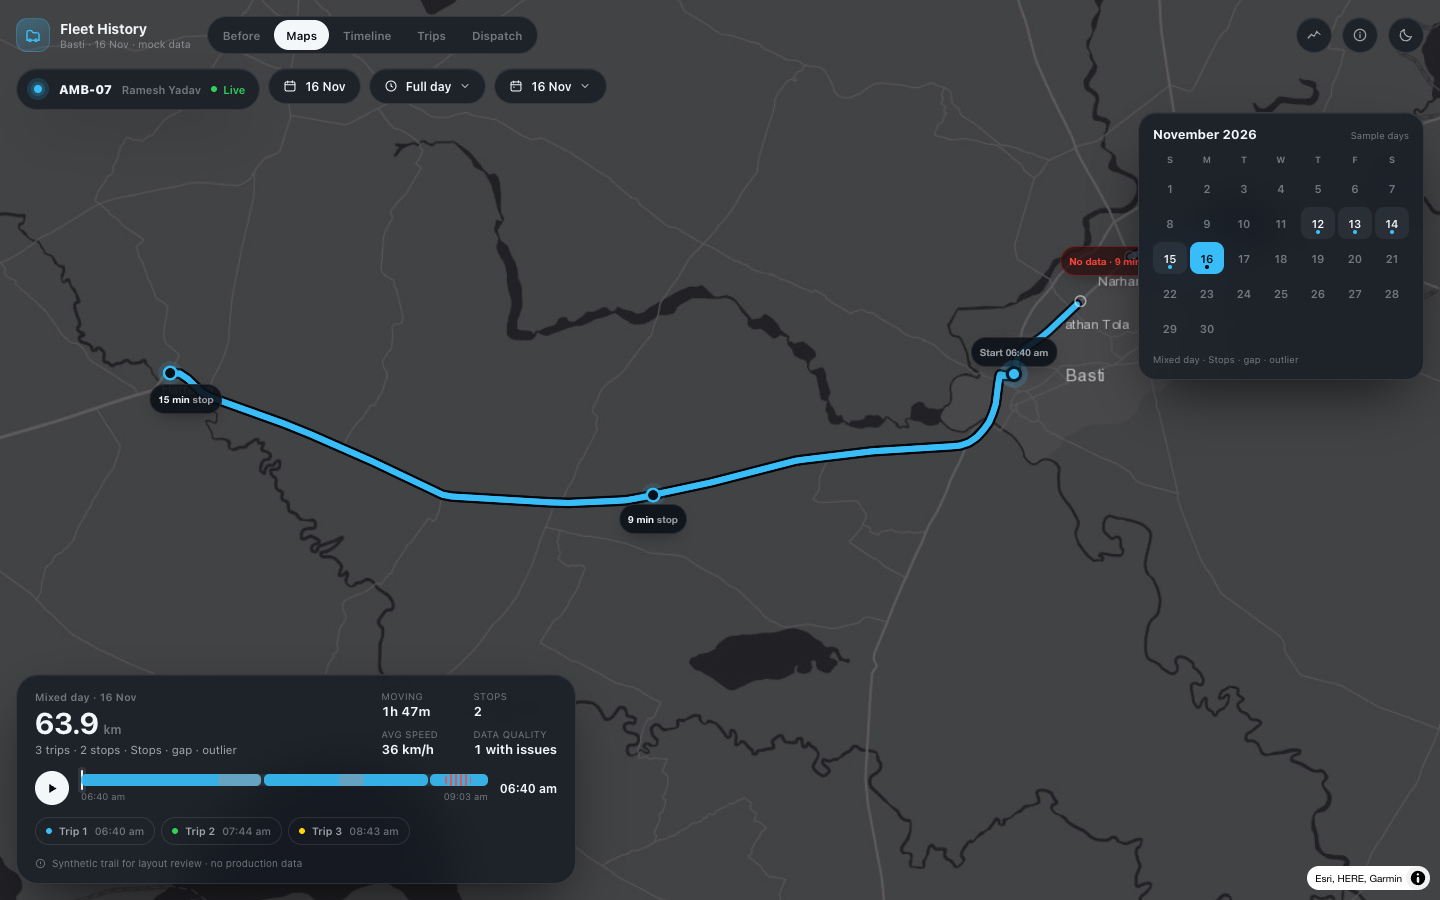 Fleet History
Basti · 16 Nov · mock data
Before Maps Timeline Trips Dispatch
AMB-07 Ramesh Yadav Live
16 Nov
Full day
16 Nov
November 2026 Sample days
S M T W T F S
1 2 3 4 5 6 7
8 9 10 11 12 13 14
15 16 17 18 19 20 21
22 23 24 25 26 27 28
29 30
Mixed day · Stops · gap · outlier
No data · 9 min
Narhar
athan Tola
Start 06:40 am
Basti
15 min stop
9 min stop
Mixed day · 16 Nov
63.9 km
3 trips · 2 stops · Stops · gap · outlier
MOVING
1h 47m
STOPS
2
AVG SPEED
36 km/h
DATA QUALITY
1 with issues
06:40 am 09:03 am
06:40 am
Trip 1 06:40 am
Trip 2 07:44 am
Trip 3 08:43 am
Synthetic trail for layout review · no production data
Esri, HERE, Garmin